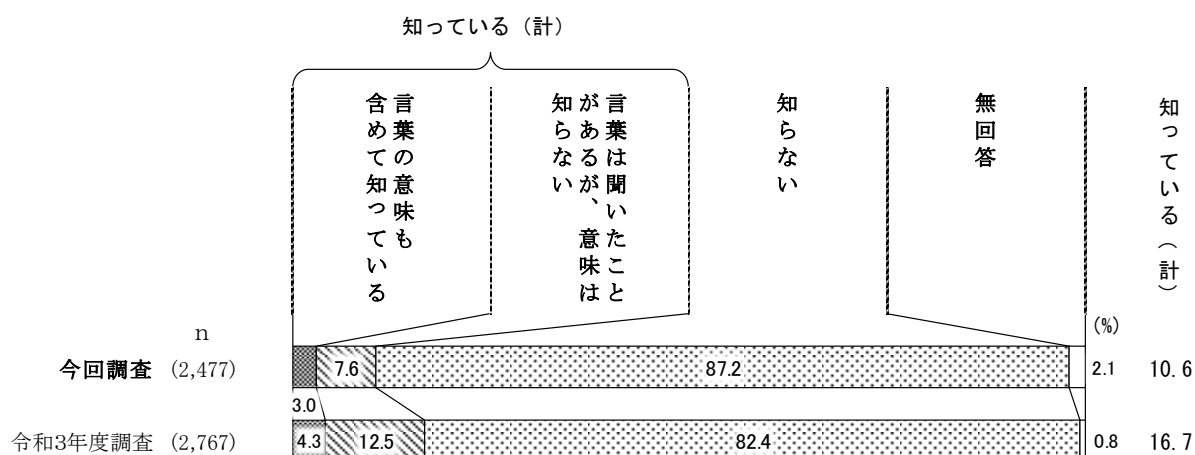 知っている（計）
言葉の意味も
含めて知っている
言葉は聞いたこと
があるが、意味は
知らない
知らない
無回答
知っている（計）
n
(%)
今回調査 (2,477)
7.6
87.2
2.1
10.6
3.0
令和3年度調査 (2,767)
4.3
12.5
82.4
0.8
16.7